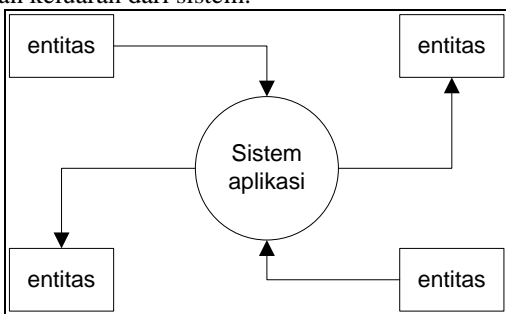 an keluaran dari sistem.
entitas
entitas
Sistem
aplikasi
entitas
entitas